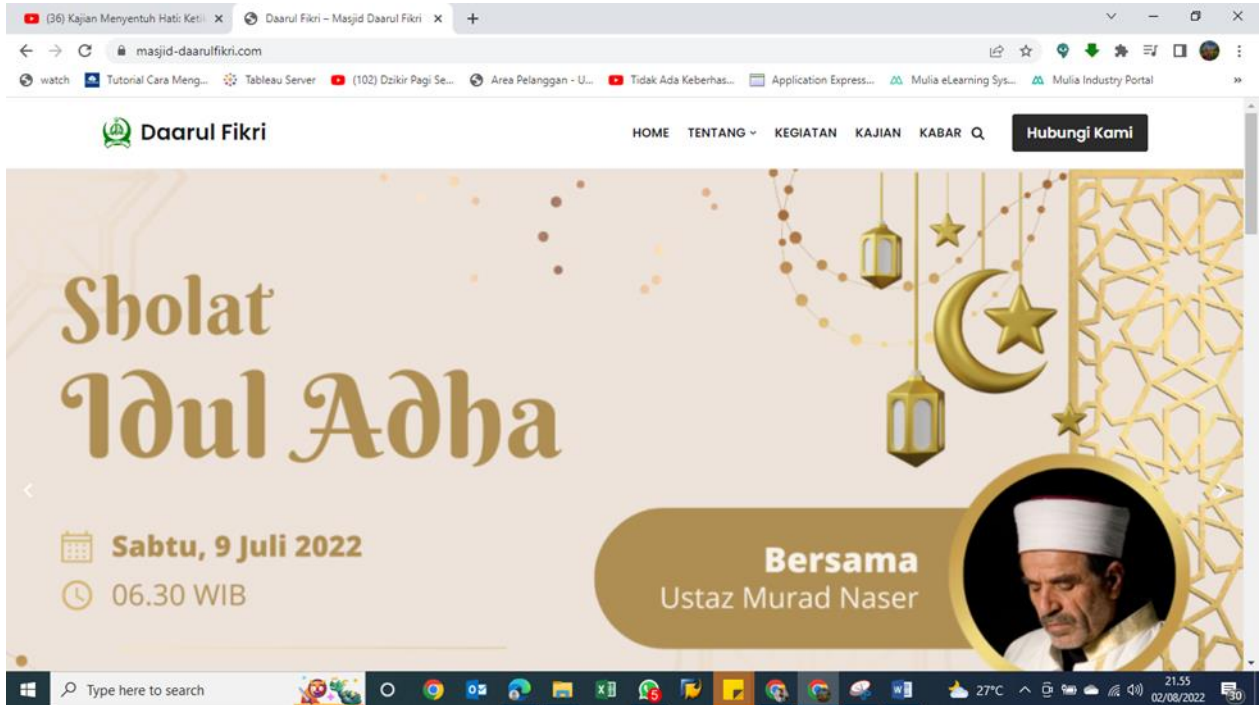 (36) Kajian Menyentuh Hati: Keti
Daarul Fikri – Masjid Daarul Fikri
masjid-daarulfikri.com
watch Tutorial Cara Meng... Tableau Server (102) Dzikir Pagi Se... Area Pelanggan - U... Tidak Ada Keberhas... Application Express... Mulia eLearning Sys... Mulia Industry Portal »
Daarul Fikri HOME TENTANG KEGIATAN KAJIAN KABAR Hubungi Kami
Sholat
Idul Adha
Sabtu, 9 Juli 2022
06.30 WIB
Bersama
Ustaz Murad Naser
Type here to search 27°C 21.55
02/08/2022 30